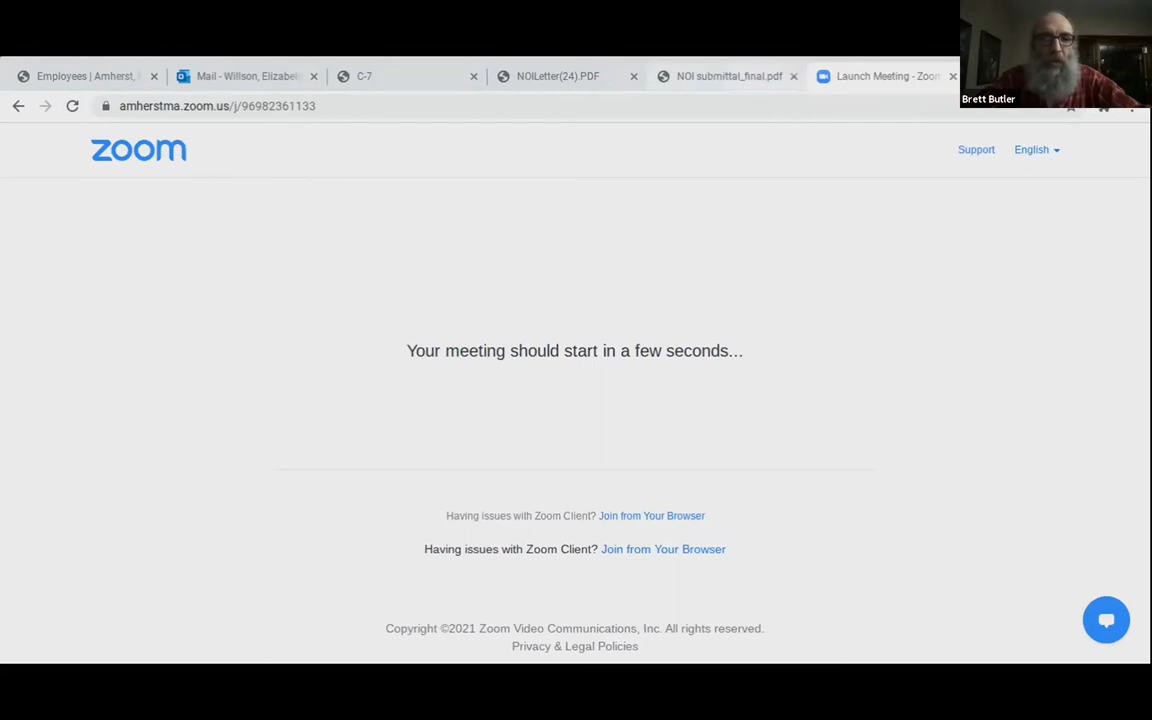 Employees | Amherst,
Mail - Willson, Elizabe
C-7
NOILetter(24).PDF
NOI submittal_final.pdf
Launch Meeting - Zoom
Brett Butler
amherstma.zoom.us/j/96982361133
zoom
Support
English
Your meeting should start in a few seconds...
Having issues with Zoom Client? Join from Your Browser
Having issues with Zoom Client? Join from Your Browser
Copyright ©2021 Zoom Video Communications, Inc. All rights reserved.
Privacy & Legal Policies